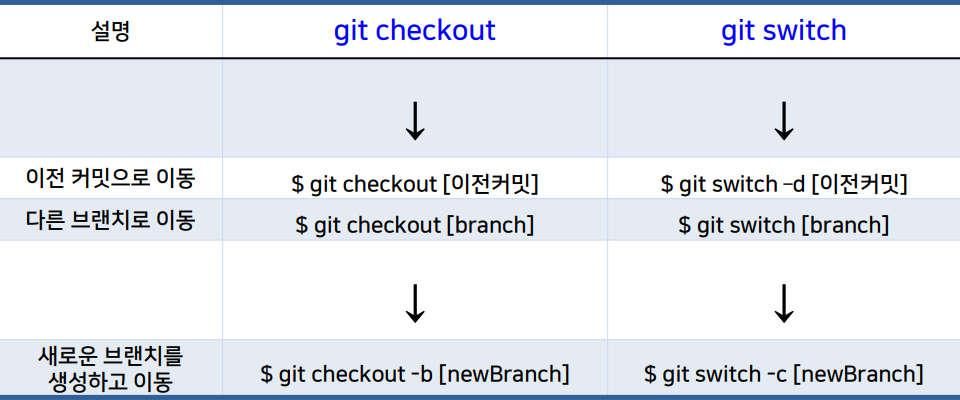 설명 git checkout git switch
↓ ↓
이전 커밋으로 이동 $ git checkout [이전커밋] $ git switch -d [이전커밋]
다른 브랜치로 이동 $ git checkout [branch] $ git switch [branch]
↓ ↓
새로운 브랜치를
생성하고 이동 $ git checkout -b [newBranch] $ git switch -c [newBranch]